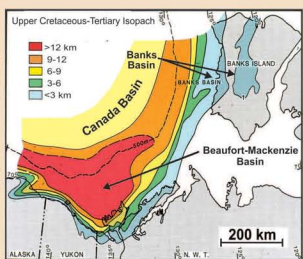 Upper Cretaceous-Tertiary Isopach
>12 km
9-12
6-9
3-6
<3 km
Banks
Basin
BANKS ISLAND
BANKS BASIN
Canada Basin
500m
Beaufort-Mackenzie
Basin
200 km
ALASKA
YUKON
N. W. T.